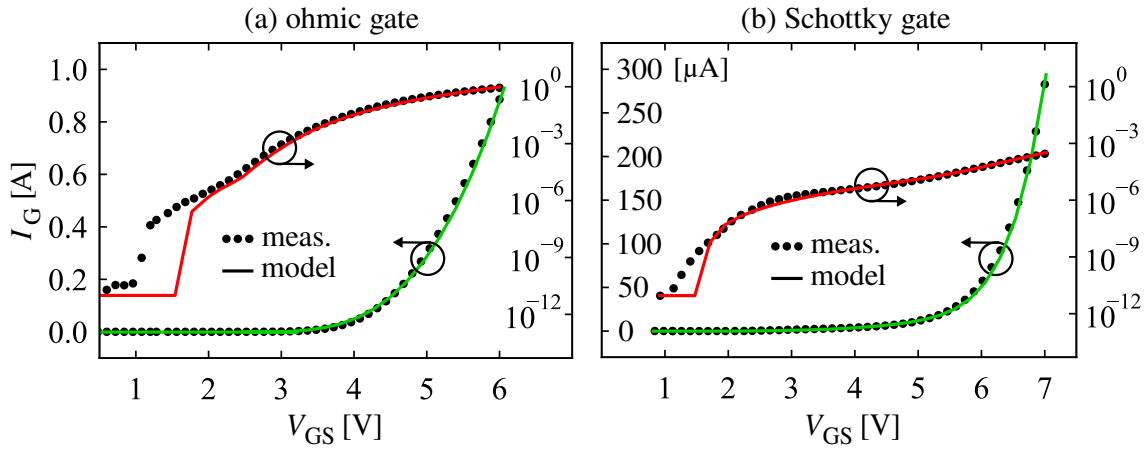 (a) ohmic gate
I_G [A]
1.0
0.8
0.6
0.4
0.2
0.0
10^0
10^-3
10^-6
10^-9
10^-12
meas.
model
1 2 3 4 5 6
V_GS [V]
(b) Schottky gate
[µA]
300
250
200
150
100
50
0
10^0
10^-3
10^-6
10^-9
10^-12
meas.
model
1 2 3 4 5 6 7
V_GS [V]